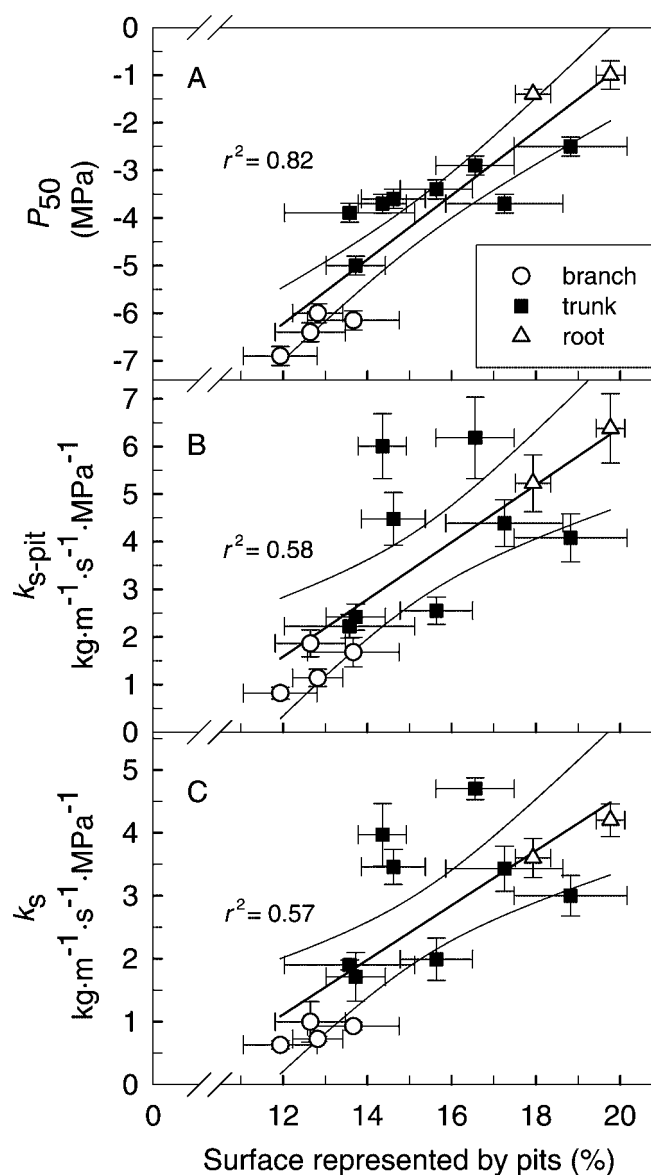 0
-1
-2
-3
-4
-5
-6
-7
P50
(MPa)
A
r² = 0.82
branch
trunk
root
7
6
5
4
3
2
1
0
ks-pit
kg·m⁻¹·s⁻¹·MPa⁻¹
B
r² = 0.58
5
4
3
2
1
0
ks
kg·m⁻¹·s⁻¹·MPa⁻¹
C
r² = 0.57
0 12 14 16 18 20
Surface represented by pits (%)